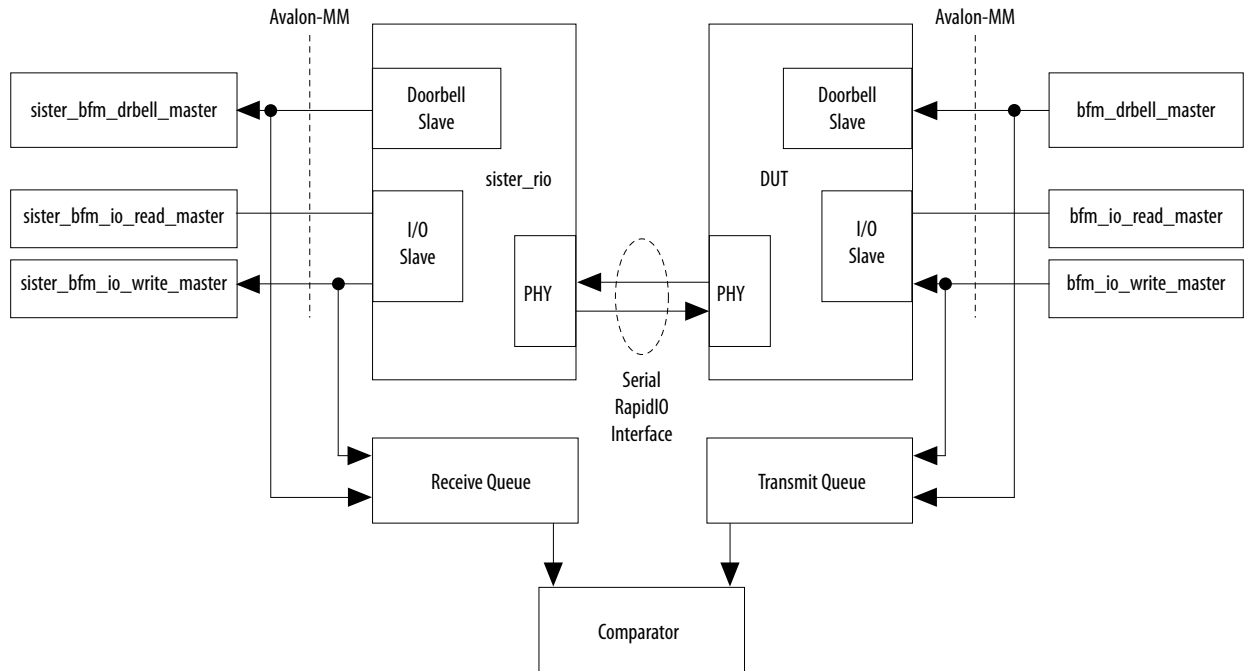 Avalon-MM
Avalon-MM
sister_bfm_drbell_master
Doorbell
Slave
Doorbell
Slave
bfm_drbell_master
sister_rio
DUT
sister_bfm_io_read_master
I/O
Slave
I/O
Slave
bfm_io_read_master
sister_bfm_io_write_master
PHY
PHY
bfm_io_write_master
Serial
RapidIO
Interface
Receive Queue
Transmit Queue
Comparator